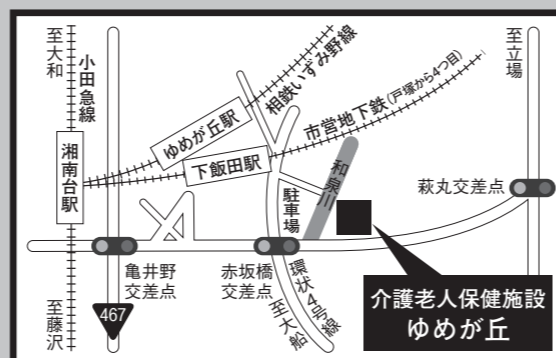 至大和
小田急線
湘南台駅
至藤沢
467
亀井野
交差点
ゆめが丘駅
相鉄いずみ野線
下飯田駅
市営地下鉄(戸塚から4つ目)
和泉川
駐車場
赤坂橋
交差点
環状4号線
至大船
至立場
萩丸交差点
介護老人保健施設
ゆめが丘